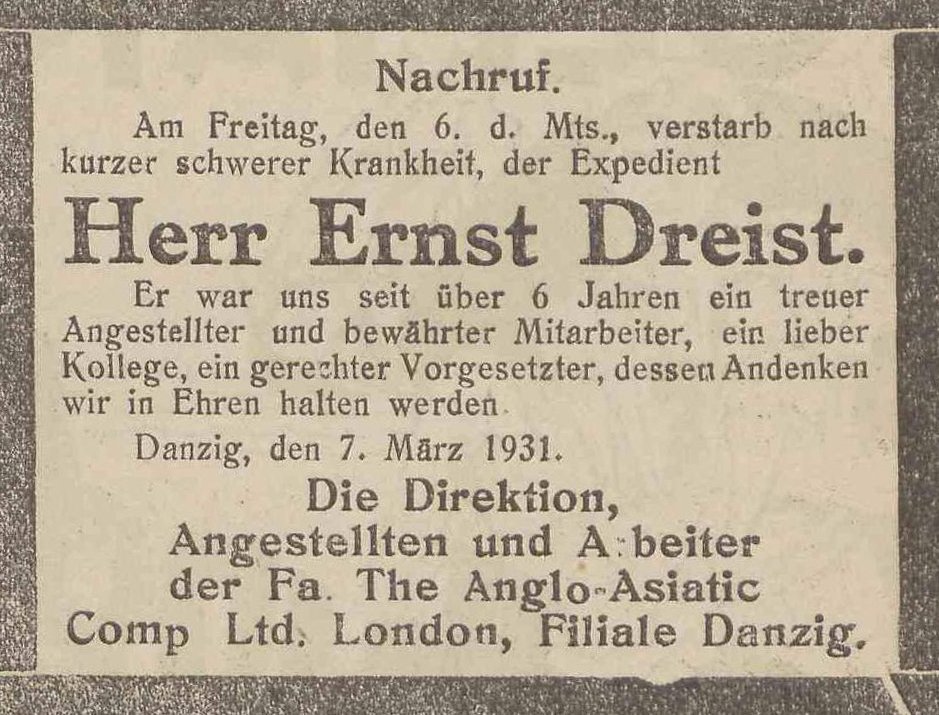 Nachruf.
Am Freitag, den 6. d. Mts., verstarb nach
kurzer schwerer Krankheit, der Expedient
Herr Ernst Dreist.
Er war uns seit über 6 Jahren ein treuer
Angestellter und bewährter Mitarbeiter, ein lieber
Kollege, ein gerechter Vorgesetzter, dessen Andenken
wir in Ehren halten werden.
Danzig, den 7. März 1931.
Die Direktion,
Angestellten und Arbeiter
der Fa. The Anglo-Asiatic
Comp Ltd. London, Filiale Danzig.